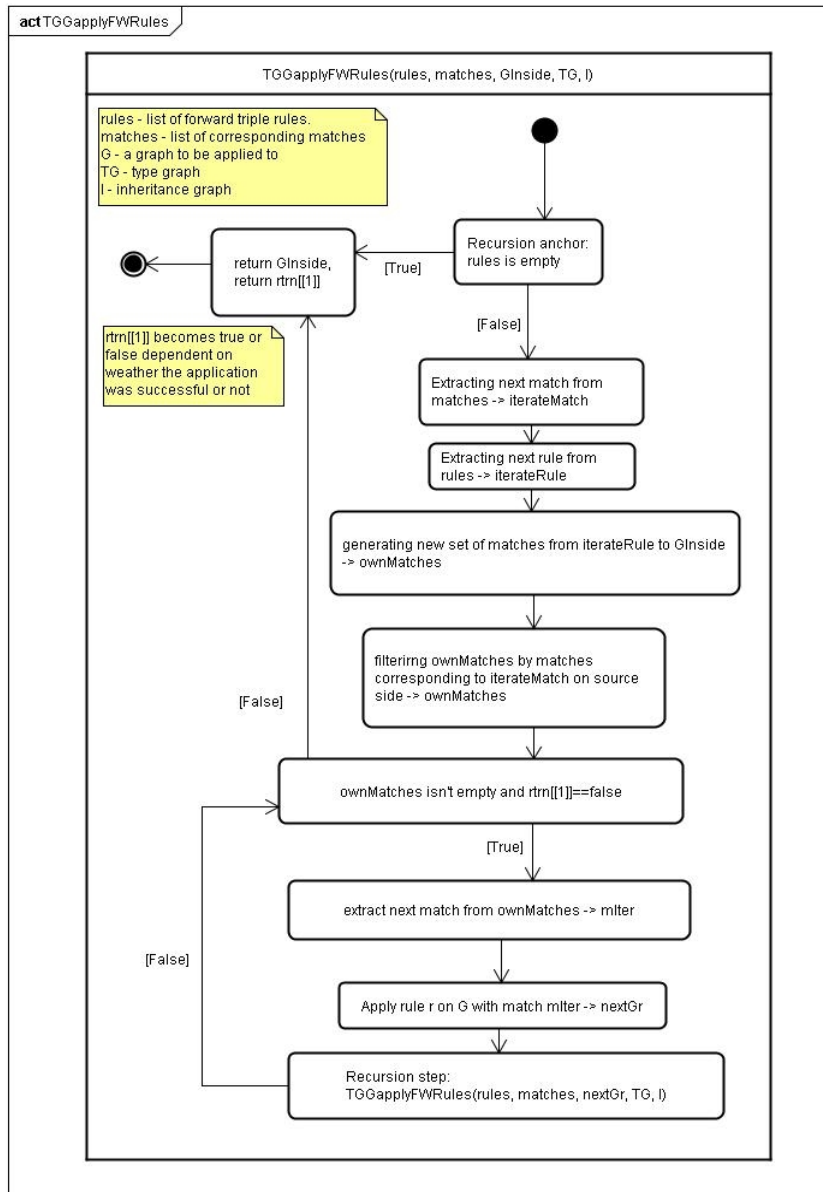 act TGGapplyFWRules
TGGapplyFWRules(rules, matches, GInside, TG, I)
rules - list of forward triple rules.
matches - list of corresponding matches
G - a graph to be applied to
TG - type graph
I - inheritance graph
Recursion anchor:
rules is empty
[True]
return GInside,
return rtrn[[1]]
[False]
rtrn[[1]] becomes true or
false dependent on
weather the application
was successful or not
Extracting next match from
matches -> iterateMatch
Extracting next rule from
rules -> iterateRule
generating new set of matches from iterateRule to GInside
-> ownMatches
filterirng ownMatches by matches
corresponding to iterateMatch on source
side -> ownMatches
[False]
ownMatches isn't empty and rtrn[[1]]==false
[True]
extract next match from ownMatches -> mIter
[False]
Apply rule r on G with match mIter -> nextGr
Recursion step:
TGGapplyFWRules(rules, matches, nextGr, TG, I)